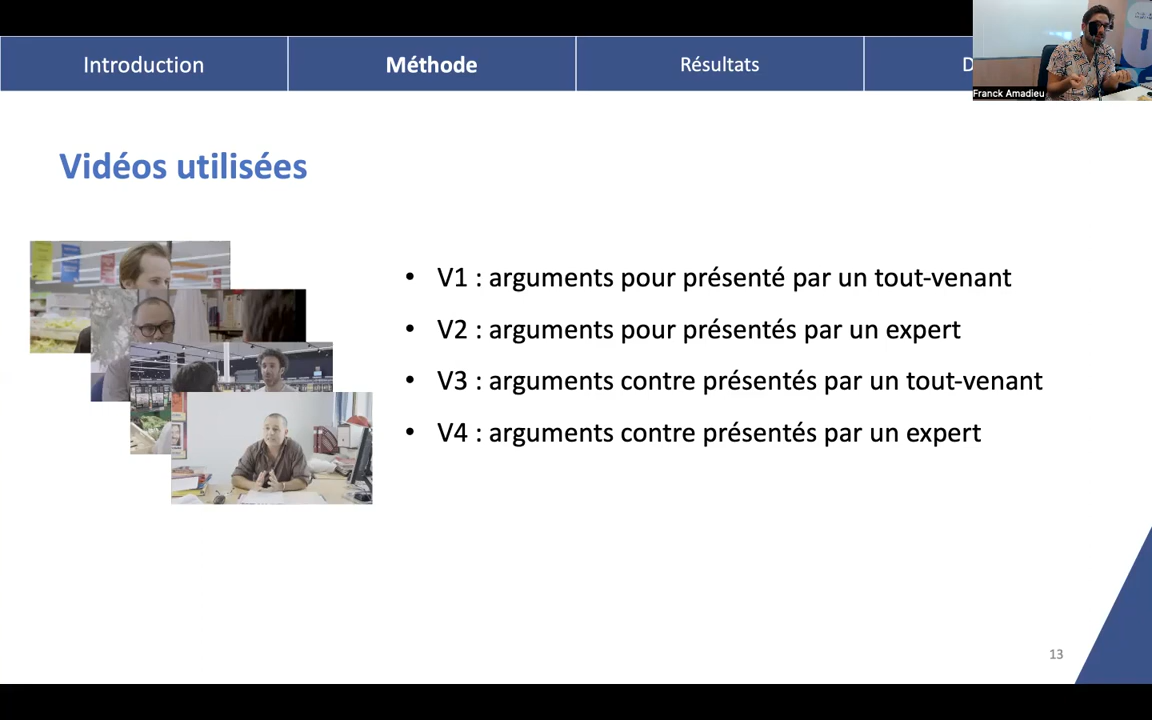 Introduction
Méthode
Résultats
D
Franck Amadieu
Vidéos utilisées
• V1 : arguments pour présenté par un tout-venant
• V2 : arguments pour présentés par un expert
• V3 : arguments contre présentés par un tout-venant
• V4 : arguments contre présentés par un expert
13